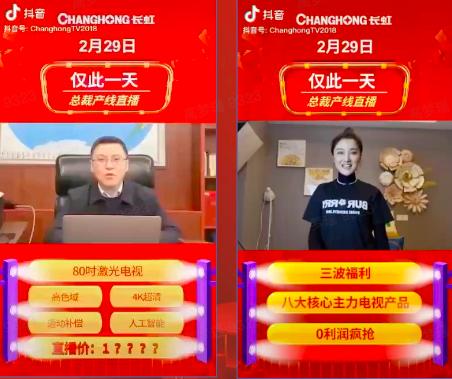 抖音
CHANGHONG 长虹
抖音号: ChanghongTV2018
2月29日
仅此一天
总裁产线直播
80吋激光电视
高色域
4K超清
运动补偿
人工智能
直播价：1？？？？
抖音
CHANGHONG 长虹
抖音号: ChanghongTV2018
2月29日
仅此一天
总裁产线直播
三波福利
八大核心主力电视产品
0利润疯抢